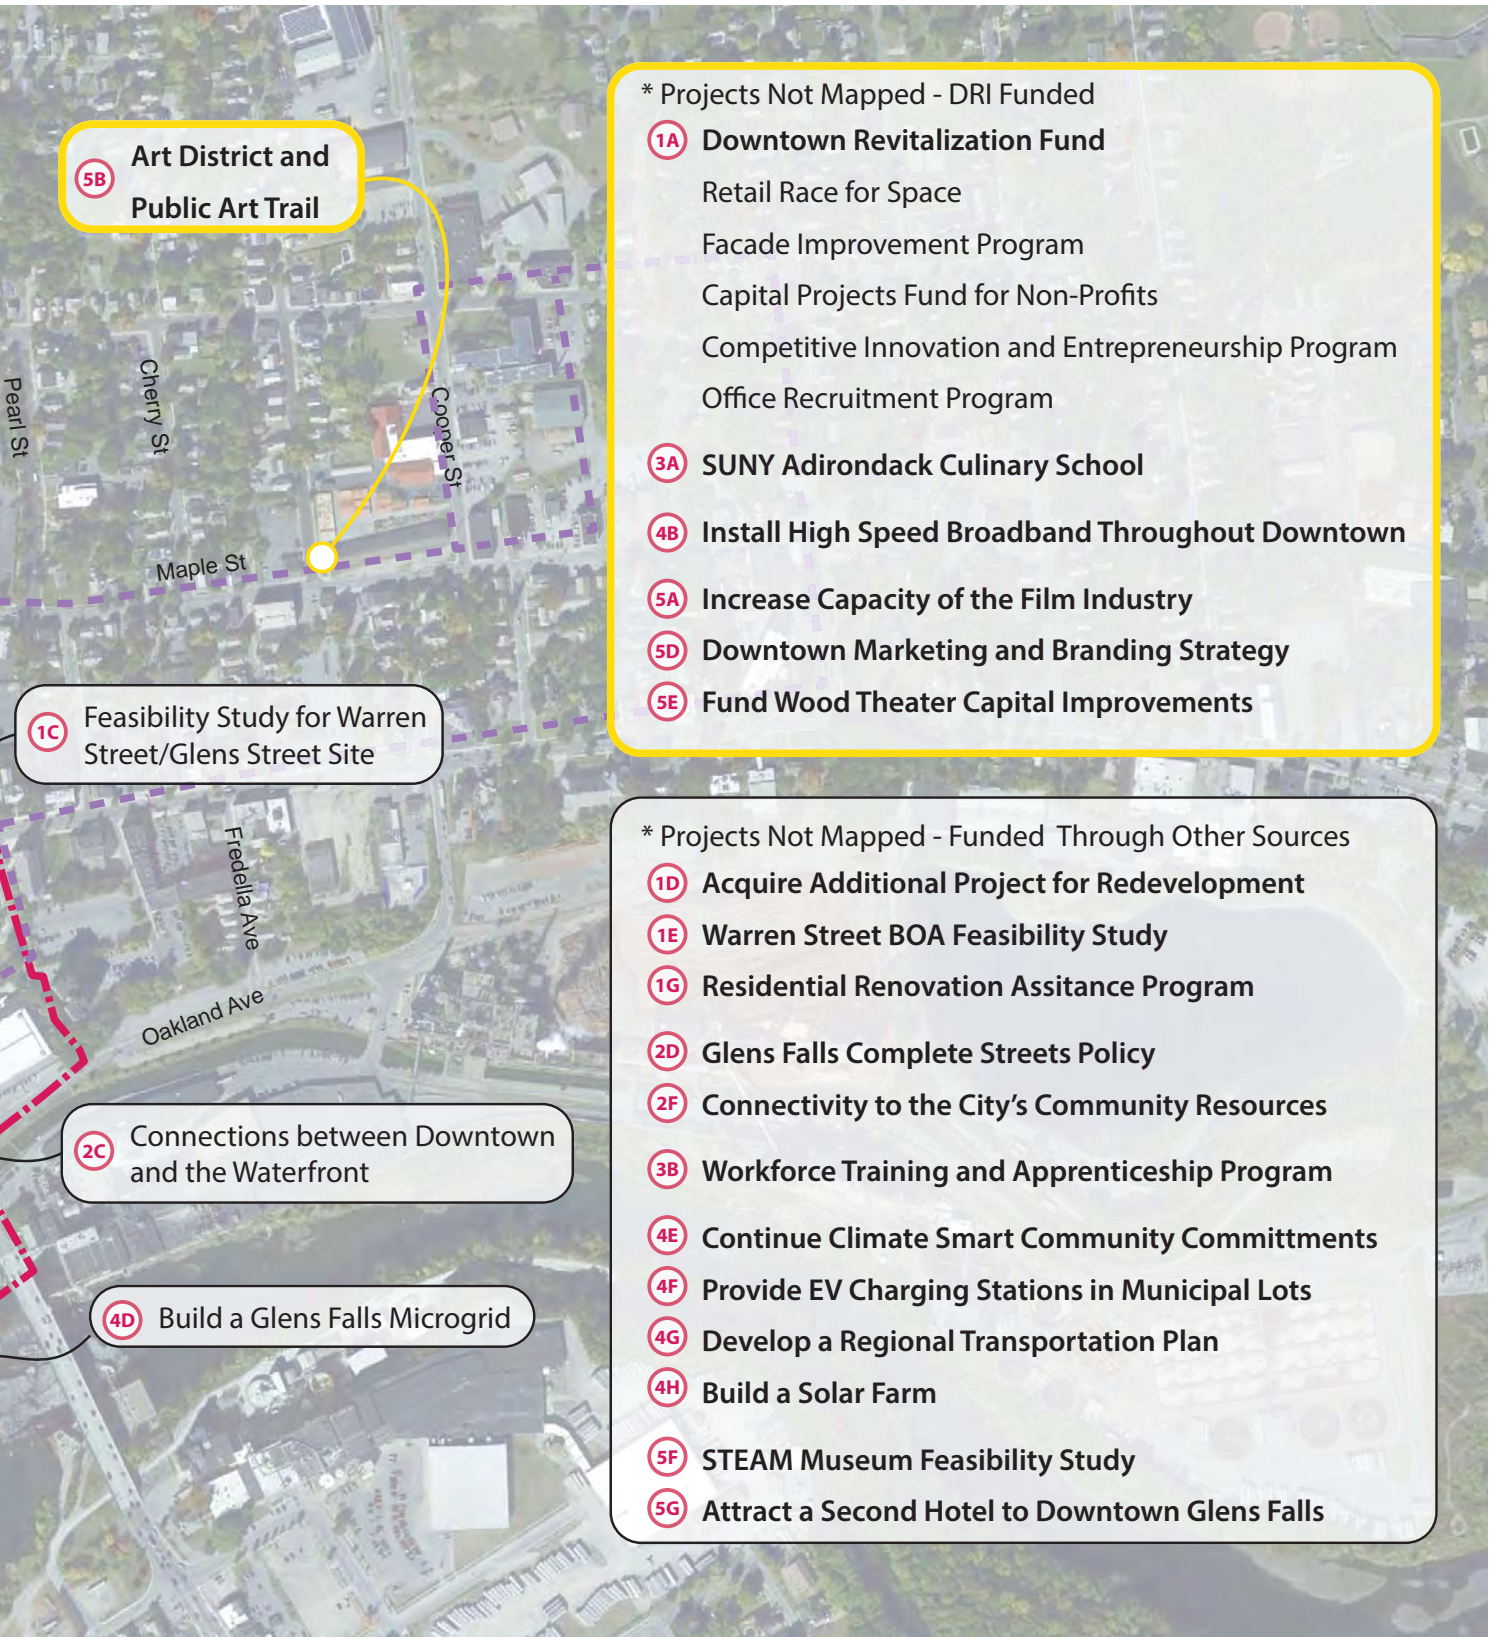 5B
Art District and
Public Art Trail
Pearl St
Cherry St
Cooper St
Maple St
1C
Feasibility Study for Warren
Street/Glens Street Site
Fredella Ave
Oakland Ave
2C
Connections between Downtown
and the Waterfront
4D Build a Glens Falls Microgrid
* Projects Not Mapped - DRI Funded
1A Downtown Revitalization Fund
Retail Race for Space
Facade Improvement Program
Capital Projects Fund for Non-Profits
Competitive Innovation and Entrepreneurship Program
Office Recruitment Program
3A SUNY Adirondack Culinary School
4B Install High Speed Broadband Throughout Downtown
5A Increase Capacity of the Film Industry
5D Downtown Marketing and Branding Strategy
5E Fund Wood Theater Capital Improvements
* Projects Not Mapped - Funded Through Other Sources
1D Acquire Additional Project for Redevelopment
1E Warren Street BOA Feasibility Study
1G Residential Renovation Assitance Program
2D Glens Falls Complete Streets Policy
2F Connectivity to the City's Community Resources
3B Workforce Training and Apprenticeship Program
4E Continue Climate Smart Community Committments
4F Provide EV Charging Stations in Municipal Lots
4G Develop a Regional Transportation Plan
4H Build a Solar Farm
5F STEAM Museum Feasibility Study
5G Attract a Second Hotel to Downtown Glens Falls